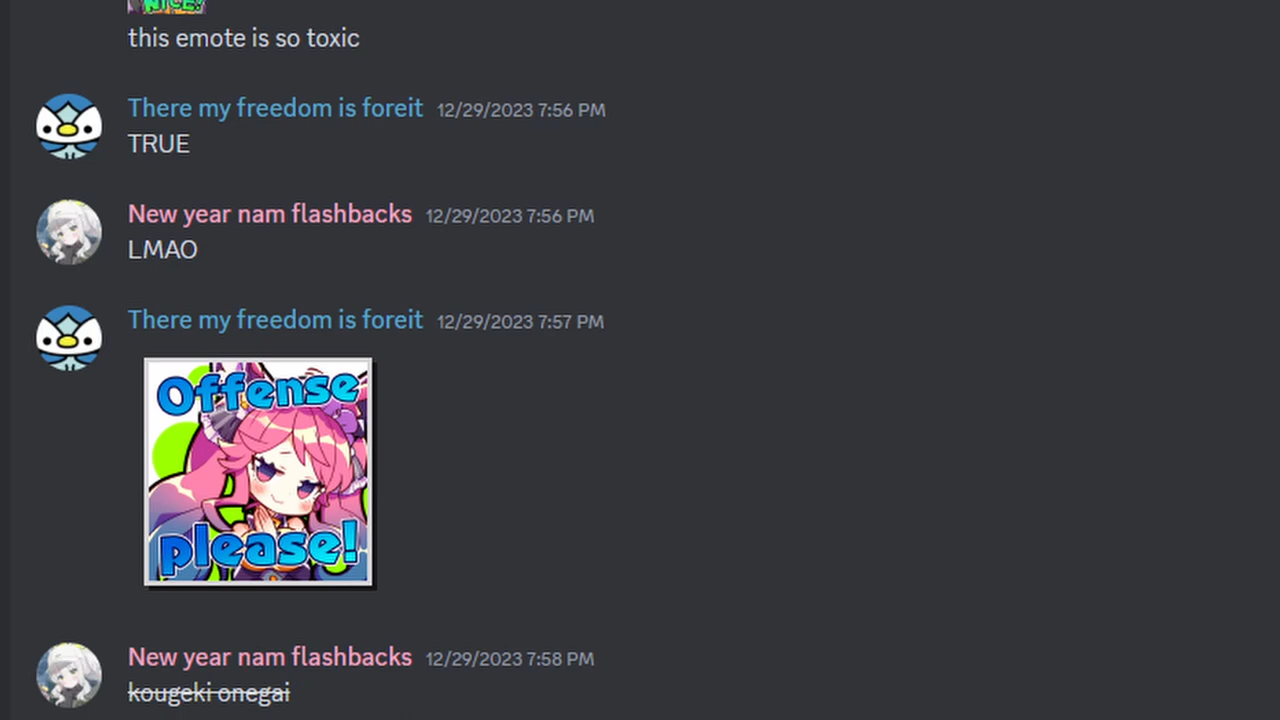 NICE!
this emote is so toxic
There my freedom is foreit 12/29/2023 7:56 PM
TRUE
New year nam flashbacks 12/29/2023 7:56 PM
LMAO
There my freedom is foreit 12/29/2023 7:57 PM
Offense
please!
New year nam flashbacks 12/29/2023 7:58 PM
kougeki onegai